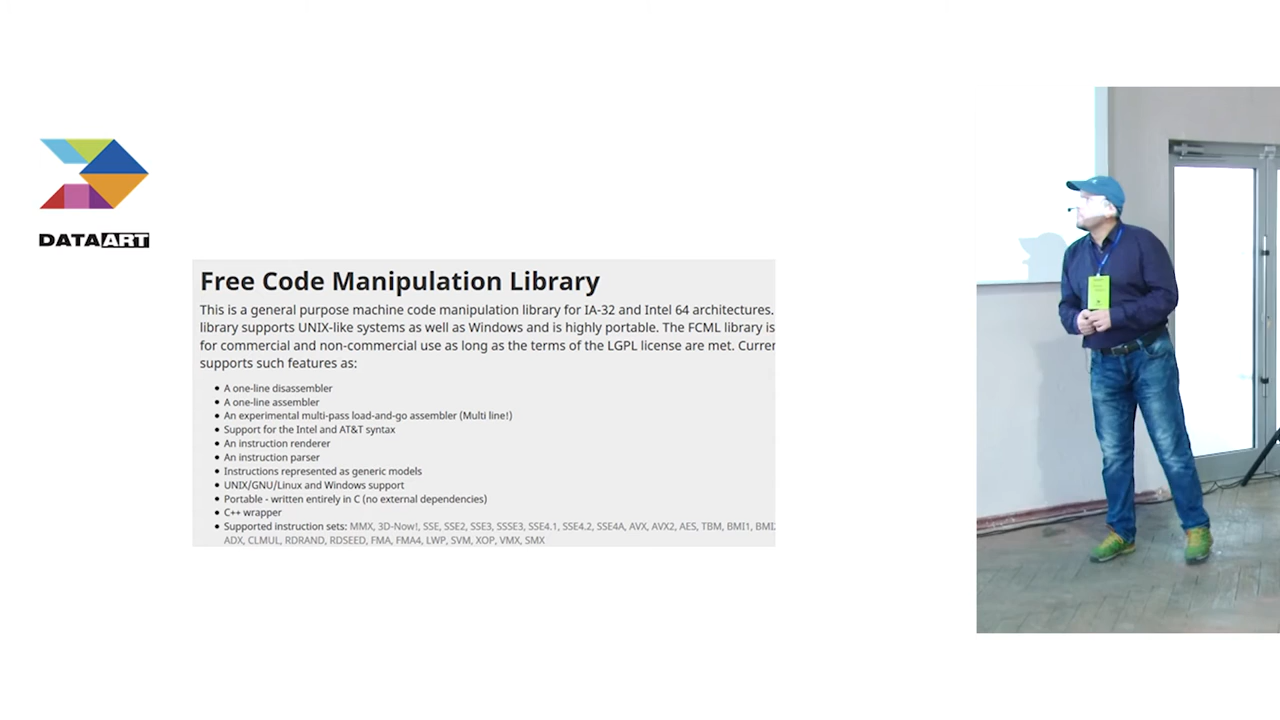 DATAART
Free Code Manipulation Library
This is a general purpose machine code manipulation library for IA-32 and Intel 64 architectures.
library supports UNIX-like systems as well as Windows and is highly portable. The FCML library is
for commercial and non-commercial use as long as the terms of the LGPL license are met. Curren
supports such features as:
• A one-line disassembler
• A one-line assembler
• An experimental multi-pass load-and-go assembler (Multi line!)
• Support for the Intel and AT&T syntax
• An instruction renderer
• An instruction parser
• Instructions represented as generic models
• UNIX/GNU/Linux and Windows support
• Portable - written entirely in C (no external dependencies)
• C++ wrapper
• Supported instruction sets: MMX, 3D-Now!, SSE, SSE2, SSE3, SSSE3, SSE4.1, SSE4.2, SSE4A, AVX, AVX2, AES, TBM, BMI1, BMI2
ADX, CLMUL, RDRAND, RDSEED, FMA, FMA4, LWP, SVM, XOP, VMX, SMX